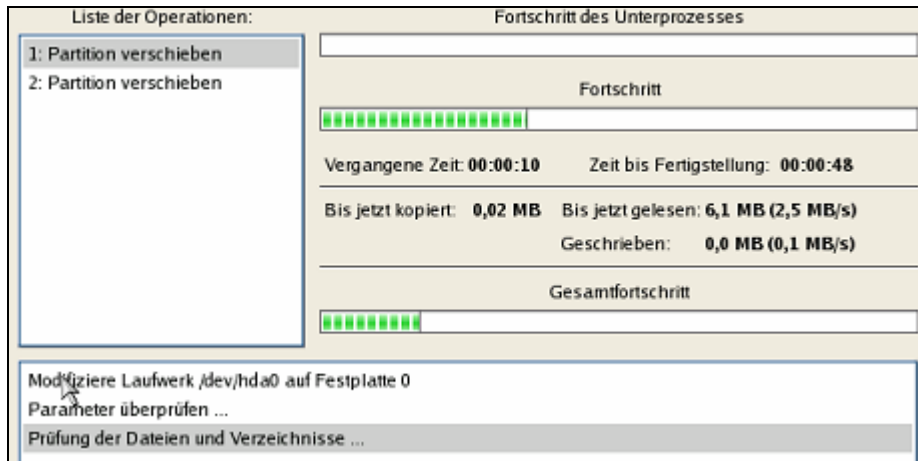 Liste der Operationen:
1: Partition verschieben
2: Partition verschieben
Fortschritt des Unterprozesses
Fortschritt
Vergangene Zeit: 00:00:10 Zeit bis Fertigstellung: 00:00:48
Bis jetzt kopiert: 0,02 MB Bis jetzt gelesen: 6,1 MB (2,5 MB/s)
Geschrieben: 0,0 MB (0,1 MB/s)
Gesamtfortschritt
Modifiziere Laufwerk /dev/hda0 auf Festplatte 0
Parameter überprüfen ...
Prüfung der Dateien und Verzeichnisse ...